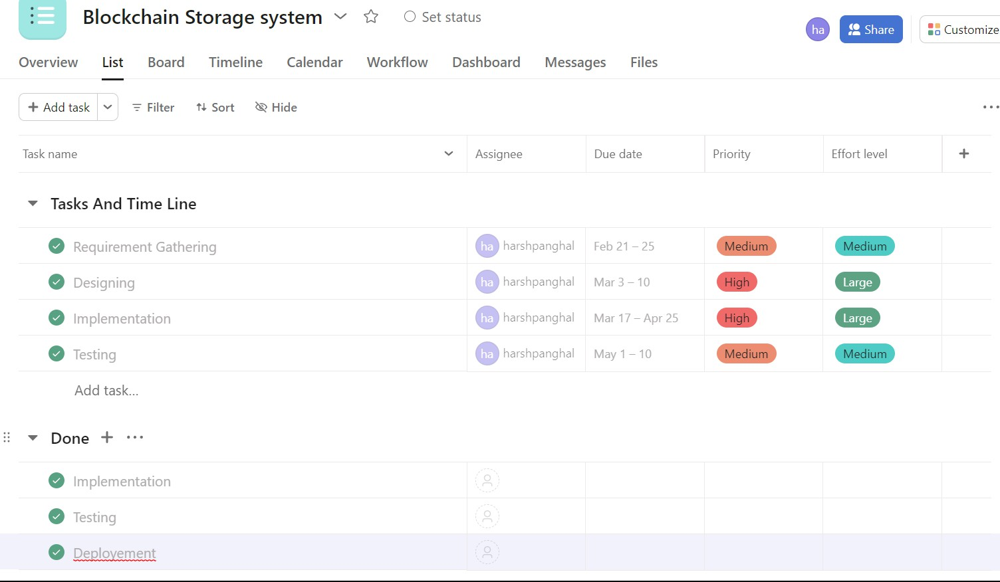 Blockchain Storage system Set status
ha Share Customize
Overview List Board Timeline Calendar Workflow Dashboard Messages Files
Add task Filter Sort Hide
Task name Assignee Due date Priority Effort level
Tasks And Time Line
Requirement Gathering ha harshpanghal Feb 21 – 25 Medium Medium
Designing ha harshpanghal Mar 3 – 10 High Large
Implementation ha harshpanghal Mar 17 – Apr 25 High Large
Testing ha harshpanghal May 1 – 10 Medium Medium
Add task...
Done
Implementation
Testing
Deployement